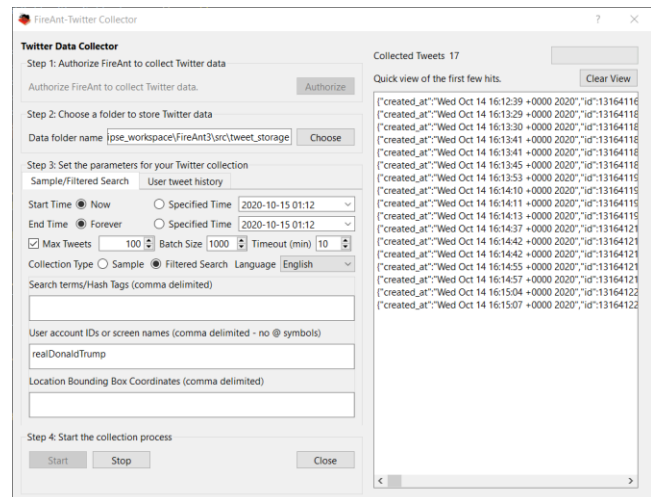 FireAnt-Twitter Collector
Twitter Data Collector
Step 1: Authorize FireAnt to collect Twitter data
Authorize FireAnt to collect Twitter data. Authorize
Step 2: Choose a folder to store Twitter data
Data folder name ipse_workspace\FireAnt3\src\tweet_storage Choose
Step 3: Set the parameters for your Twitter collection
Sample/Filtered Search User tweet history
Start Time Now Specified Time 2020-10-15 01:12
End Time Forever Specified Time 2020-10-15 01:12
Max Tweets 100 Batch Size 1000 Timeout (min) 10
Collection Type Sample Filtered Search Language English
Search terms/Hash Tags (comma delimited)
User account IDs or screen names (comma delimited - no @ symbols)
realDonaldTrump
Location Bounding Box Coordinates (comma delimited)
Step 4: Start the collection process
Start Stop Close
Collected Tweets 17
Quick view of the first few hits. Clear View
{"created_at":"Wed Oct 14 16:12:39 +0000 2020","id":13164116
{"created_at":"Wed Oct 14 16:13:29 +0000 2020","id":13164118
{"created_at":"Wed Oct 14 16:13:30 +0000 2020","id":13164118
{"created_at":"Wed Oct 14 16:13:41 +0000 2020","id":13164118
{"created_at":"Wed Oct 14 16:13:41 +0000 2020","id":13164118
{"created_at":"Wed Oct 14 16:13:45 +0000 2020","id":13164118
{"created_at":"Wed Oct 14 16:13:53 +0000 2020","id":13164119
{"created_at":"Wed Oct 14 16:14:10 +0000 2020","id":13164119
{"created_at":"Wed Oct 14 16:14:11 +0000 2020","id":13164119
{"created_at":"Wed Oct 14 16:14:13 +0000 2020","id":13164119
{"created_at":"Wed Oct 14 16:14:37 +0000 2020","id":13164121
{"created_at":"Wed Oct 14 16:14:42 +0000 2020","id":13164121
{"created_at":"Wed Oct 14 16:14:42 +0000 2020","id":13164121
{"created_at":"Wed Oct 14 16:14:55 +0000 2020","id":13164121
{"created_at":"Wed Oct 14 16:14:57 +0000 2020","id":13164121
{"created_at":"Wed Oct 14 16:15:04 +0000 2020","id":13164122
{"created_at":"Wed Oct 14 16:15:07 +0000 2020","id":13164122